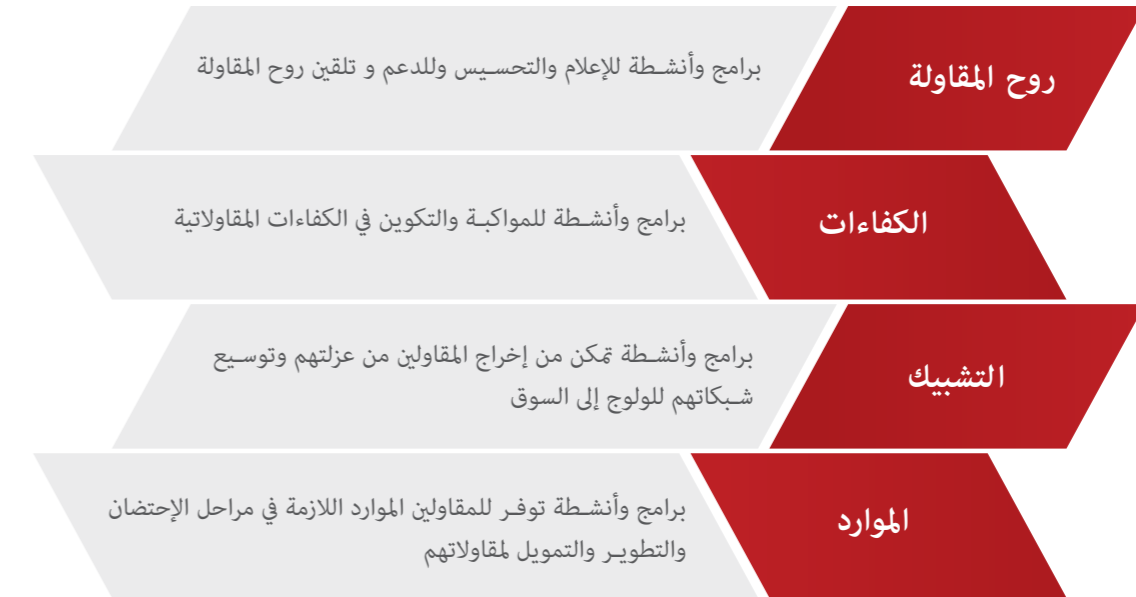 روح المقاولة
برامج وأنشطة للإعلام والتحسيس وللدعم و تلقين روح المقاولة
الكفاءات
برامج وأنشطة للمواكبة والتكوين في الكفاءات المقاولاتية
التشبيك
برامج وأنشطة تمكن من إخراج المقاولين من عزلتهم وتوسيع
شبكاتهم للولوج إلى السوق
الموارد
برامج وأنشطة توفر للمقاولين الموارد اللازمة في مراحل الإحتضان
والتطوير والتمويل لمقاولاتهم